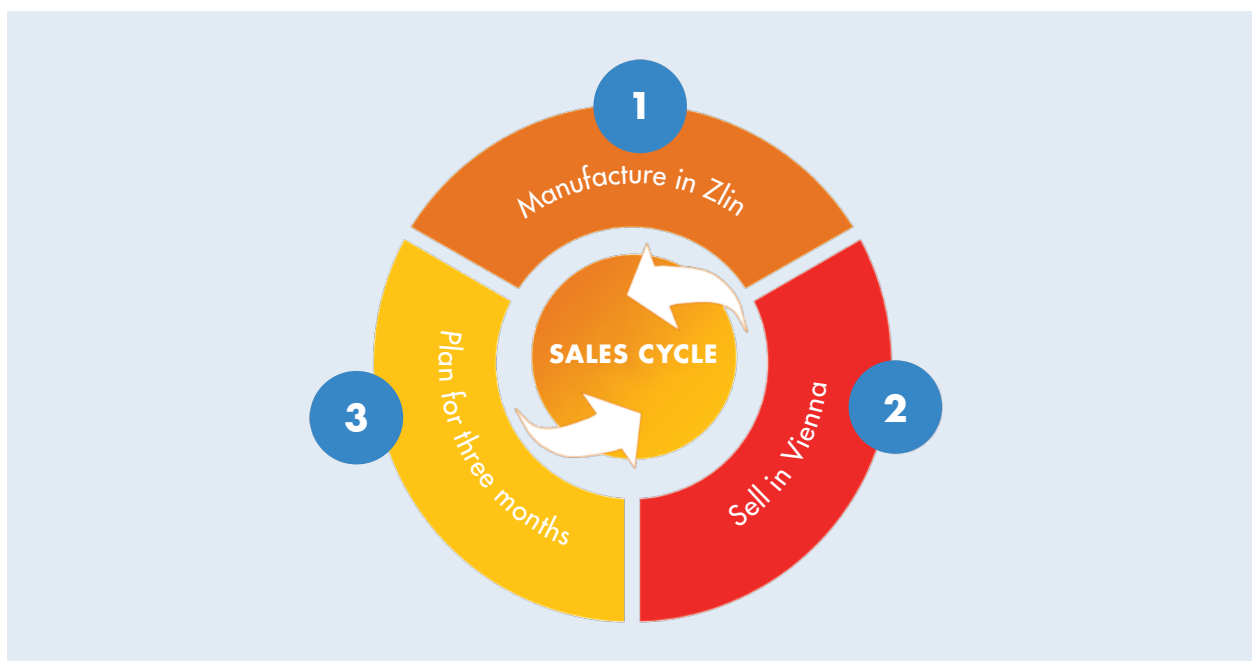 1
Manufacture in Zlin
2
Sell in Vienna
3
Plan for three months
SALES CYCLE